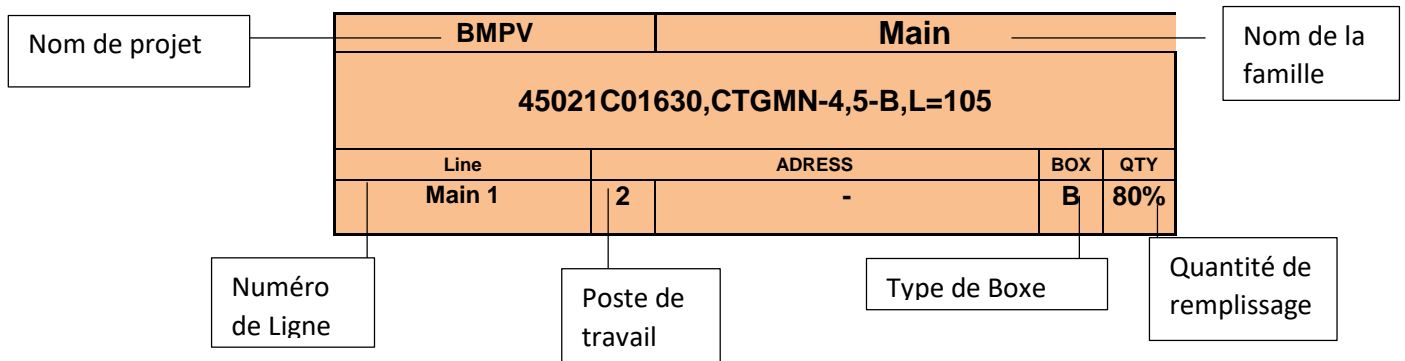 Nom de projet
BMPV
Main
Nom de la
famille
45021C01630,CTGMN-4,5-B,L=105
Line
ADRESS
BOX
QTY
Main 1
2
-
B
80%
Numéro
de Ligne
Poste de
travail
Type de Boxe
Quantité de
remplissage